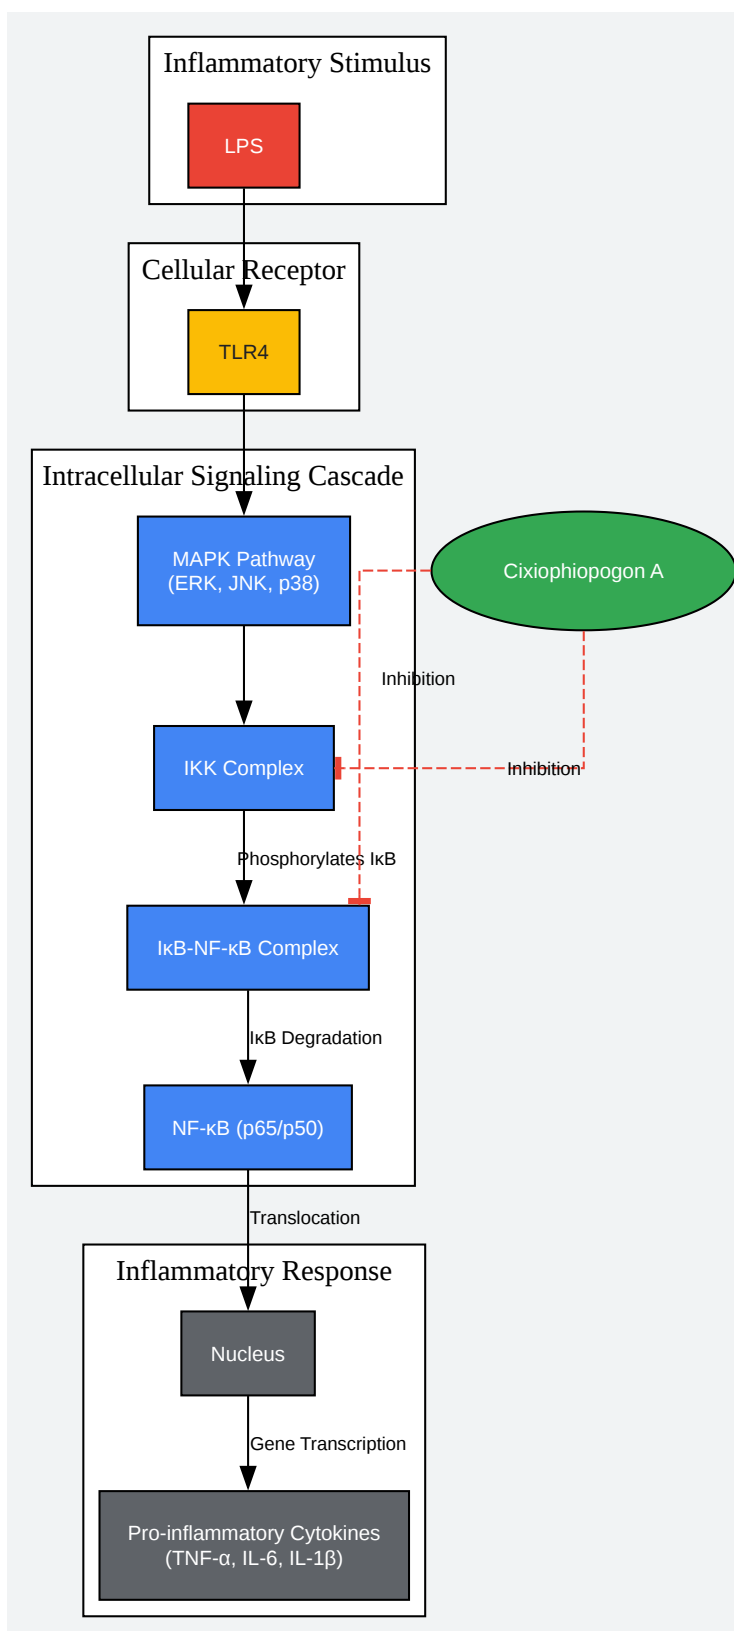 Inflammatory Stimulus
LPS
Cellular Receptor
TLR4
Intracellular Signaling Cascade
MAPK Pathway
(ERK, JNK, p38)
Cixiophiopogon A
Inhibition
IKK Complex
Inhibition
Phosphorylates IκB
IκB-NF-κB Complex
IκB Degradation
NF-κB (p65/p50)
Translocation
Inflammatory Response
Nucleus
Gene Transcription
Pro-inflammatory Cytokines
(TNF-α, IL-6, IL-1β)